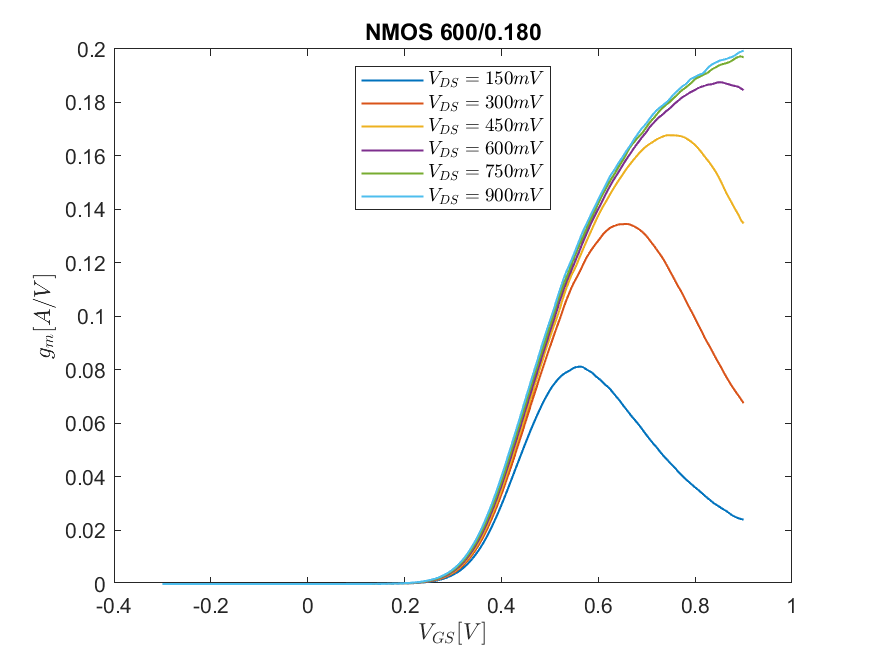 NMOS 600/0.180
V_DS = 150mV
V_DS = 300mV
V_DS = 450mV
V_DS = 600mV
V_DS = 750mV
V_DS = 900mV
0.2
0.18
0.16
0.14
0.12
0.1
0.08
0.06
0.04
0.02
0
g_m[A/V]
-0.4
-0.2
0
0.2
0.4
0.6
0.8
1
V_GS[V]